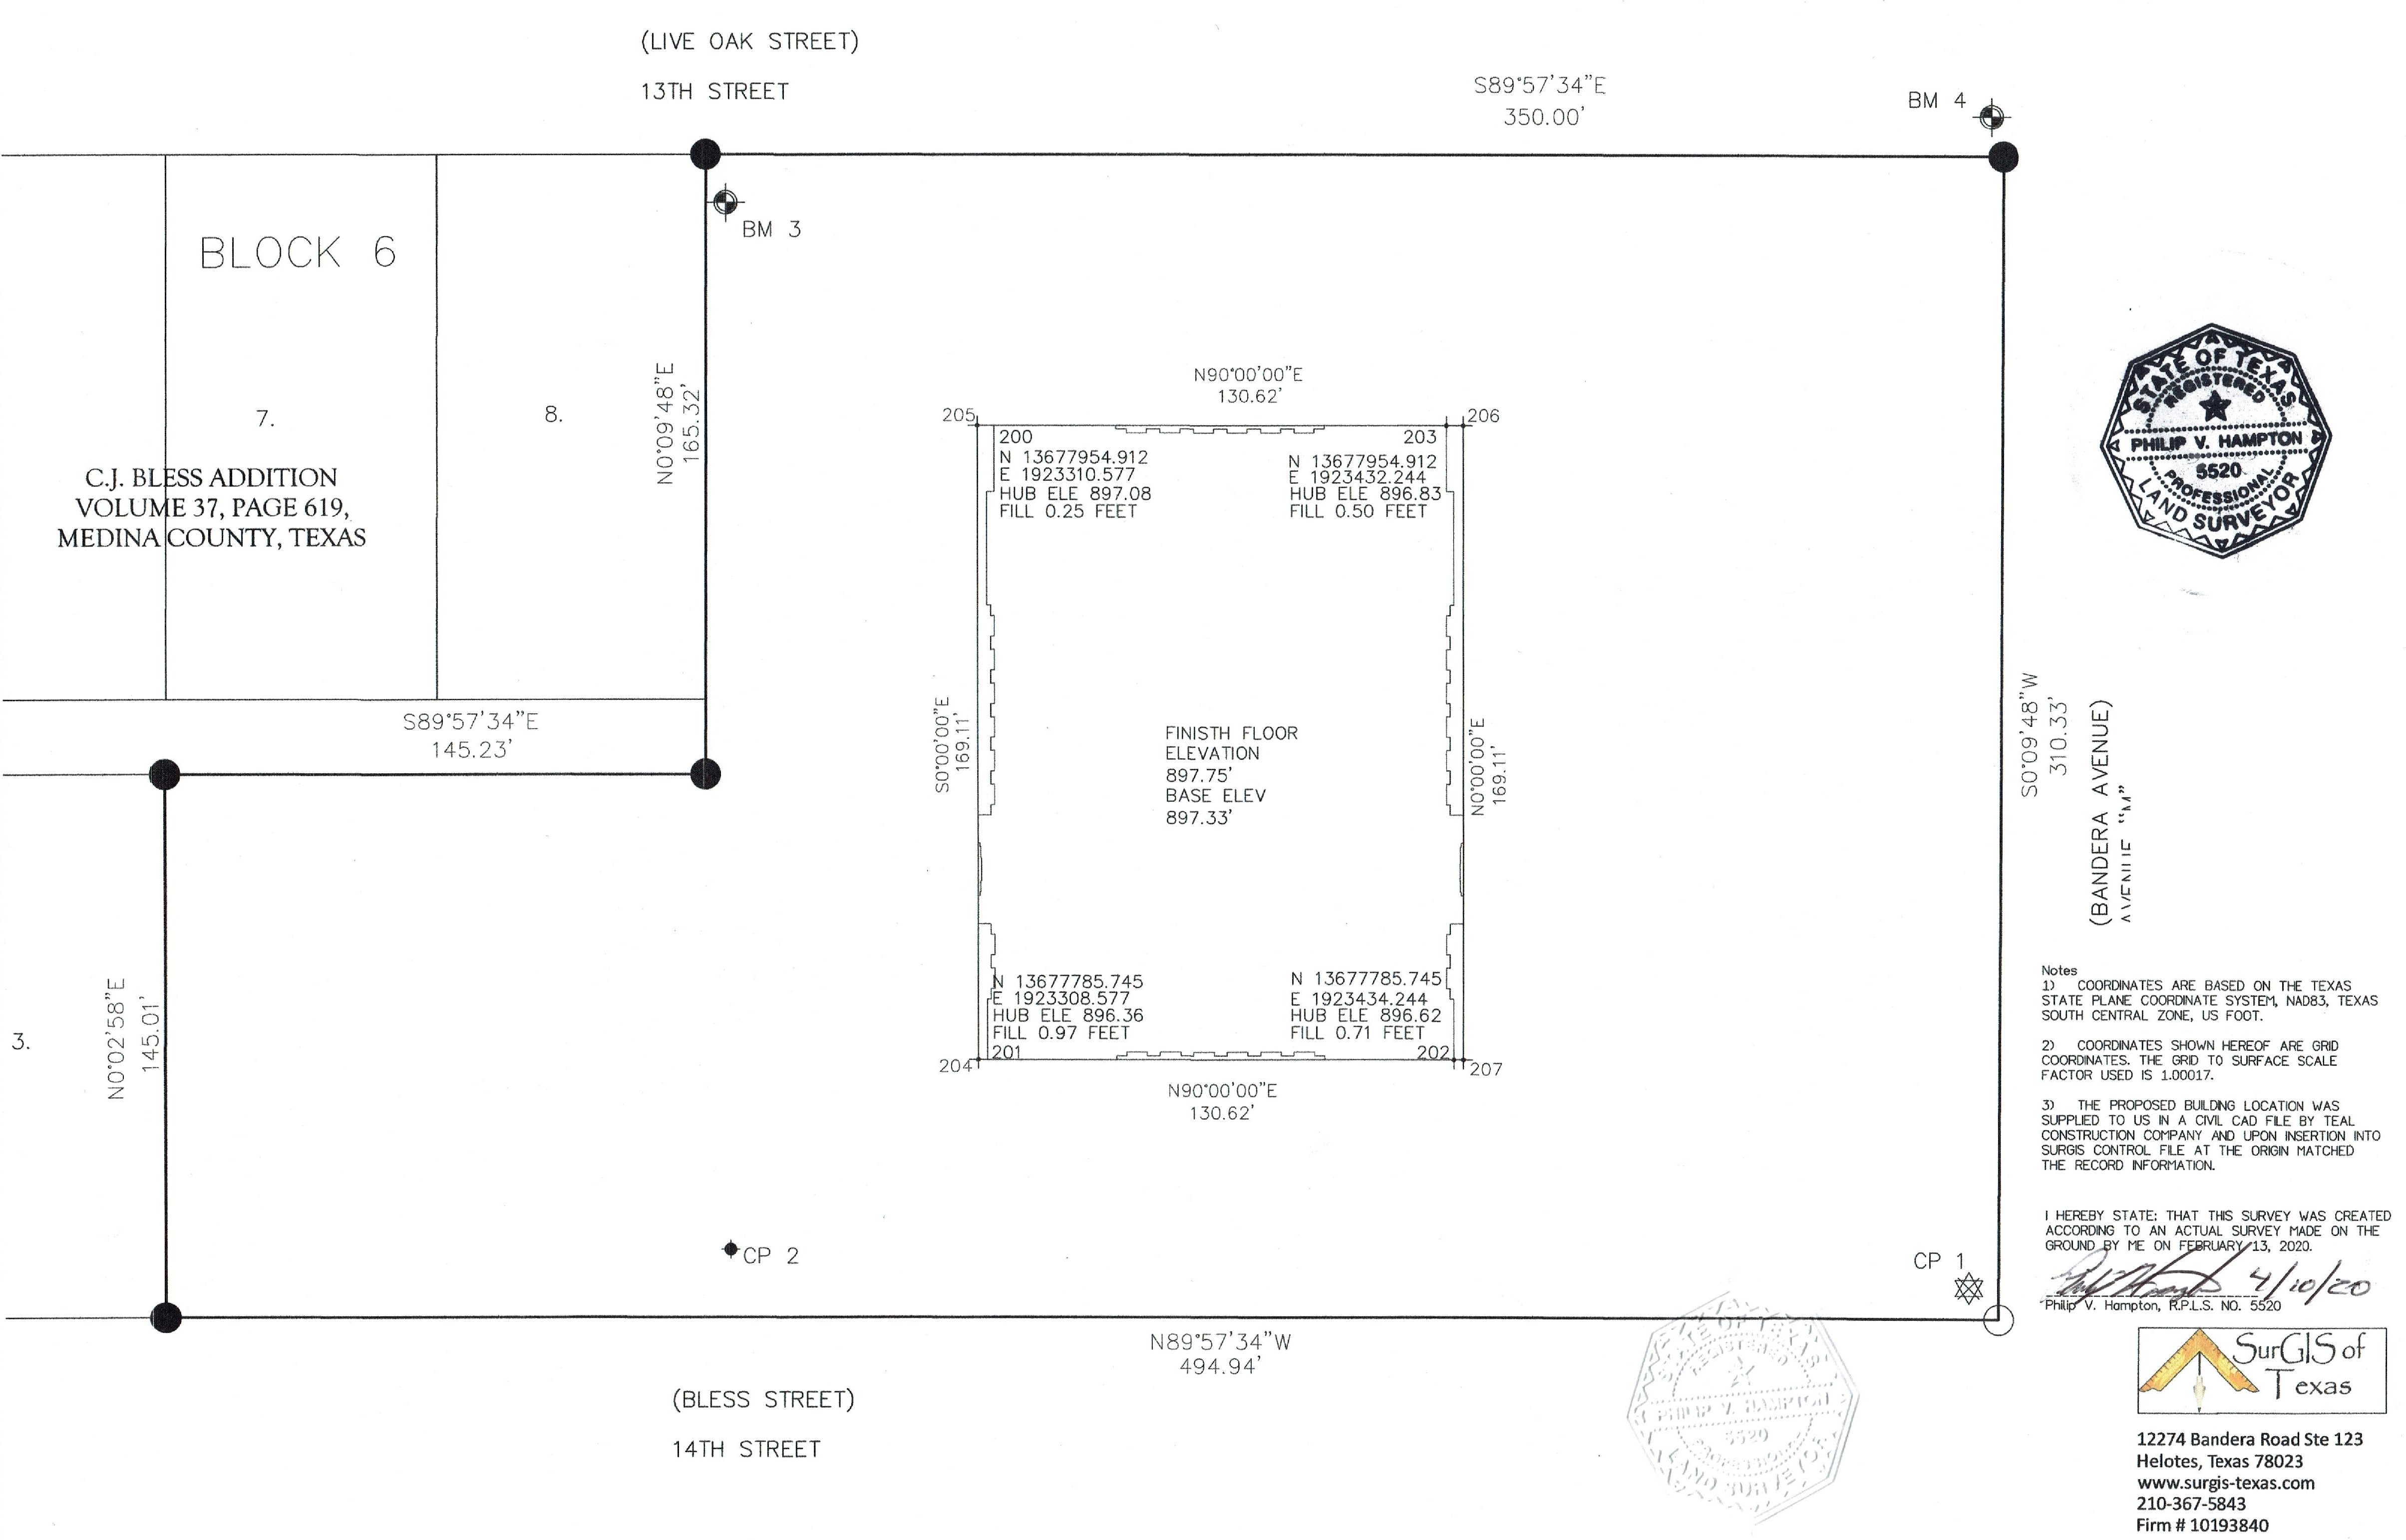 (LIVE OAK STREET)
13TH STREET
S89°57'34"E
350.00'
BM 4
BM 3
BLOCK 6
7.
8.
C.J. BLESS ADDITION
VOLUME 37, PAGE 619,
MEDINA COUNTY, TEXAS
N0°09'48"E
165.32'
S89°57'34"E
145.23'
3.
N0°02'58"E
145.01'
N90°00'00"E
130.62'
205
206
200
N 13677954.912
E 1923310.577
HUB ELE 897.08
FILL 0.25 FEET
203
N 13677954.912
E 1923432.244
HUB ELE 896.83
FILL 0.50 FEET
S0°00'00"E
169.11'
FINISTH FLOOR
ELEVATION
897.75'
BASE ELEV
897.33'
N0°00'00"E
169.11'
N 13677785.745
E 1923308.577
HUB ELE 896.36
FILL 0.97 FEET
201
N 13677785.745
E 1923434.244
HUB ELE 896.62
FILL 0.71 FEET
202
204
207
N90°00'00"E
130.62'
CP 2
CP 1
N89°57'34"W
494.94'
(BLESS STREET)
14TH STREET
S0°09'48"W
310.33'
(BANDERA AVENUE)
AVENUE "M"
STATE OF TEXAS
REGISTERED
PHILIP V. HAMPTON
5520
PROFESSIONAL
LAND SURVEYOR
Notes
1) COORDINATES ARE BASED ON THE TEXAS
STATE PLANE COORDINATE SYSTEM, NAD83, TEXAS
SOUTH CENTRAL ZONE, US FOOT.
2) COORDINATES SHOWN HEREOF ARE GRID
COORDINATES. THE GRID TO SURFACE SCALE
FACTOR USED IS 1.00017.
3) THE PROPOSED BUILDING LOCATION WAS
SUPPLIED TO US IN A CIVIL CAD FILE BY TEAL
CONSTRUCTION COMPANY AND UPON INSERTION INTO
SURGIS CONTROL FILE AT THE ORIGIN MATCHED
THE RECORD INFORMATION.
I HEREBY STATE: THAT THIS SURVEY WAS CREATED
ACCORDING TO AN ACTUAL SURVEY MADE ON THE
GROUND BY ME ON FEBRUARY 13, 2020.
4/10/20
Philip V. Hampton, R.P.L.S. NO. 5520
STATE OF TEXAS
REGISTERED
PHILIP V. HAMPTON
5520
PROFESSIONAL
LAND SURVEYOR
SurGIS of
Texas
12274 Bandera Road Ste 123
Helotes, Texas 78023
www.surgis-texas.com
210-367-5843
Firm # 10193840